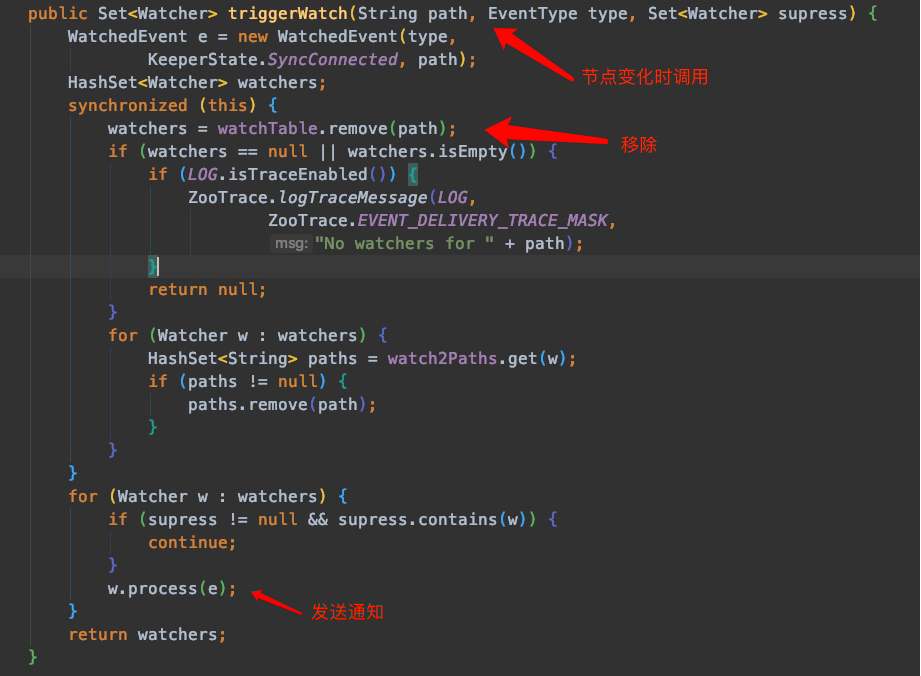 public Set<Watcher> triggerWatch(String path, EventType type, Set<Watcher> supress) {
WatchedEvent e = new WatchedEvent(type,
KeeperState.SyncConnected, path);
节点变化时调用
HashSet<Watcher> watchers;
synchronized (this) {
watchers = watchTable.remove(path);
移除
if (watchers == null || watchers.isEmpty()) {
if (LOG.isTraceEnabled()) {
ZooTrace.logTraceMessage(LOG,
ZooTrace.EVENT_DELIVERY_TRACE_MASK,
msg: "No watchers for " + path);
}
return null;
}
for (Watcher w : watchers) {
HashSet<String> paths = watch2Paths.get(w);
if (paths != null) {
paths.remove(path);
}
}
}
for (Watcher w : watchers) {
if (supress != null && supress.contains(w)) {
continue;
}
w.process(e);
发送通知
}
return watchers;
}